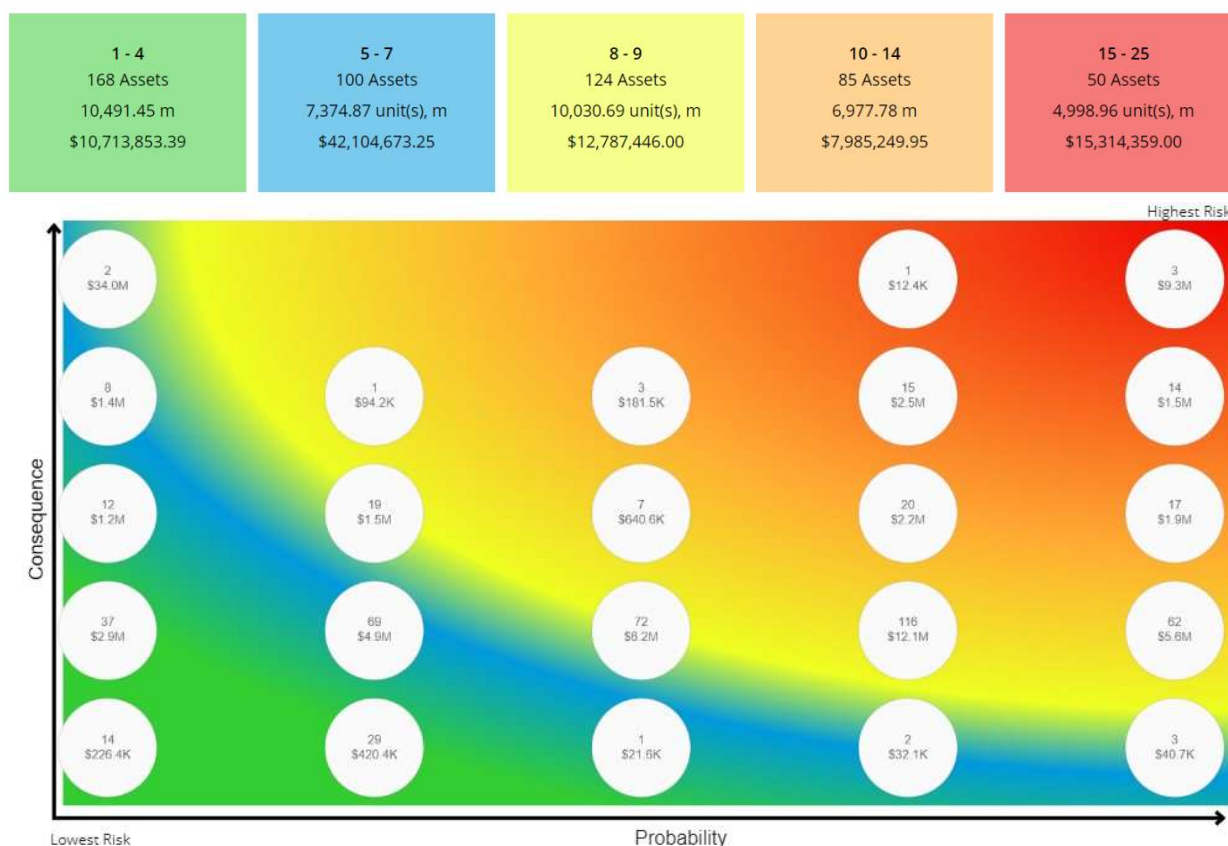 1 - 4
168 Assets
10,491.45 m
$10,713,853.39
5 - 7
100 Assets
7,374.87 unit(s), m
$42,104,673.25
8 - 9
124 Assets
10,030.69 unit(s), m
$12,787,446.00
10 - 14
85 Assets
6,977.78 m
$7,985,249.95
15 - 25
50 Assets
4,998.96 unit(s), m
$15,314,359.00
Highest Risk
2
$34.0M
1
$12.4K
3
$9.3M
8
$1.4M
1
$94.2K
3
$181.5K
15
$2.5M
14
$1.5M
Consequence
12
$1.2M
19
$1.5M
7
$640.6K
20
$2.2M
17
$1.9M
37
$2.9M
69
$4.9M
72
$6.2M
116
$12.1M
62
$5.6M
14
$226.4K
29
$420.4K
1
$21.6K
2
$32.1K
3
$40.7K
Lowest Risk
Probability